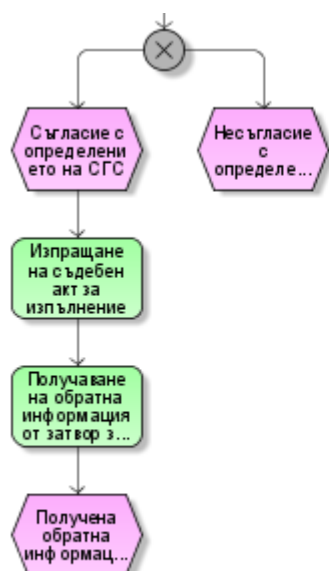 Съгласие с
определени
ето на СГС
Несъгласие
с
определе...
Изпращане
на съдебен
акт за
изпълнение
Получаване
на обратна
информация
от затвор з...
Получена
обратна
информац...